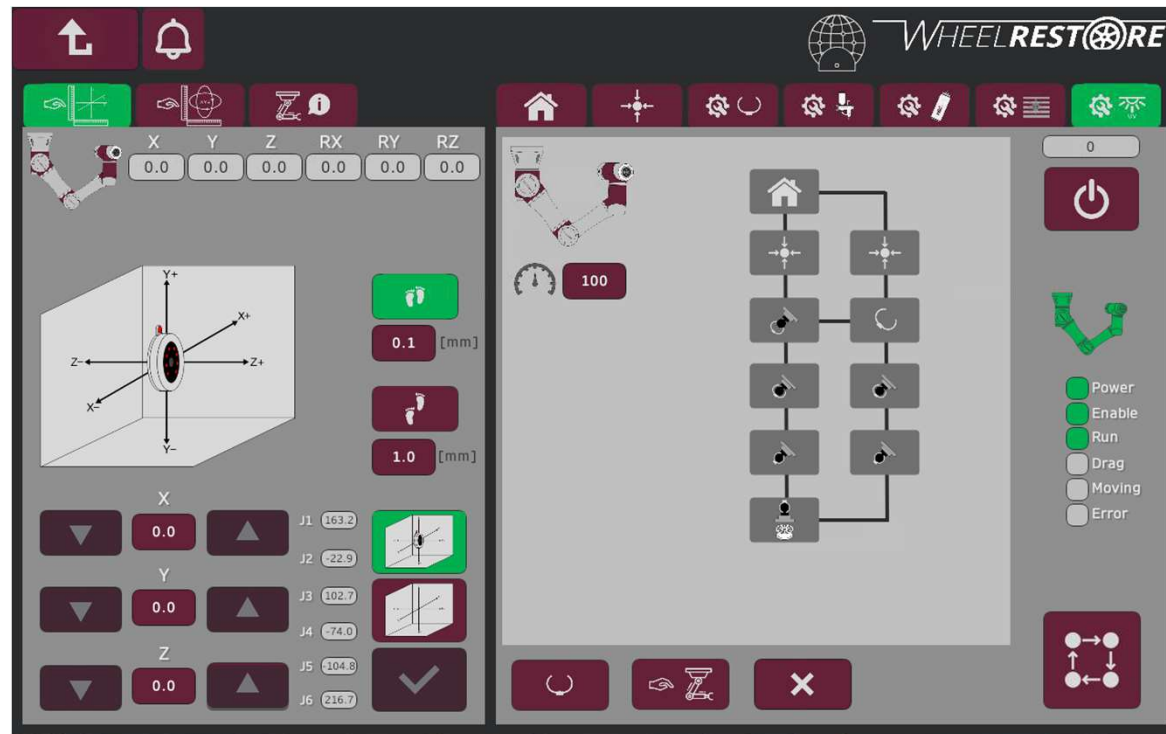 WHEELRESTORE
UV
X Y Z RX RY RZ
0.0 0.0 0.0 0.0 0.0 0.0
0
100
Y+
X+
Z- Z+
X-
Y-
0.1 [mm]
1.0 [mm]
Power
Enable
Run
Drag
Moving
Error
X
0.0
Y
0.0
Z
0.0
J1 163.2
J2 -22.9
J3 102.7
J4 -74.0
J5 -104.8
J6 216.7